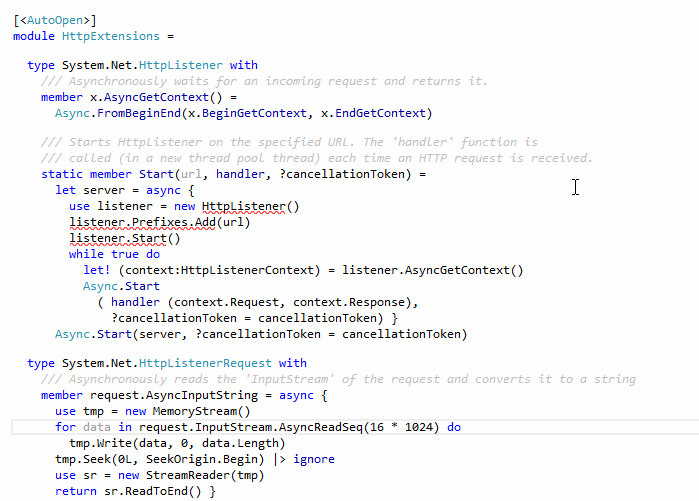 [<AutoOpen>]
module HttpExtensions =
type System.Net.HttpListener with
/// Asynchronously waits for an incoming request and returns it.
member x.AsyncGetContext() =
Async.FromBeginEnd(x.BeginGetContext, x.EndGetContext)
/// Starts HttpListener on the specified URL. The 'handler' function is
/// called (in a new thread pool thread) each time an HTTP request is received.
static member Start(url, handler, ?cancellationToken) =
let server = async {
use listener = new HttpListener()
listener.Prefixes.Add(url)
listener.Start()
while true do
let! (context:HttpListenerContext) = listener.AsyncGetContext()
Async.Start
( handler (context.Request, context.Response),
?cancellationToken = cancellationToken) }
Async.Start(server, ?cancellationToken = cancellationToken)
type System.Net.HttpListenerRequest with
/// Asynchronously reads the 'InputStream' of the request and converts it to a string
member request.AsyncInputString = async {
use tmp = new MemoryStream()
for data in request.InputStream.AsyncReadSeq(16 * 1024) do
tmp.Write(data, 0, data.Length)
tmp.Seek(0L, SeekOrigin.Begin) |> ignore
use sr = new StreamReader(tmp)
return sr.ReadToEnd() }